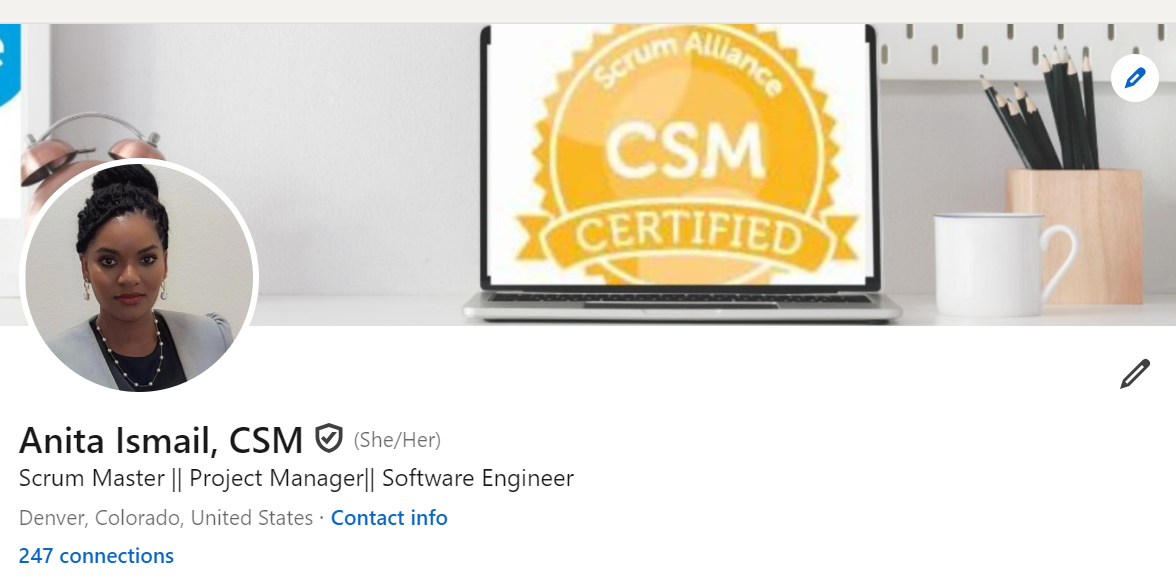 Scrum Alliance
CSM
CERTIFIED
Anita Ismail, CSM (She/Her)
Scrum Master || Project Manager|| Software Engineer
Denver, Colorado, United States · Contact info
247 connections